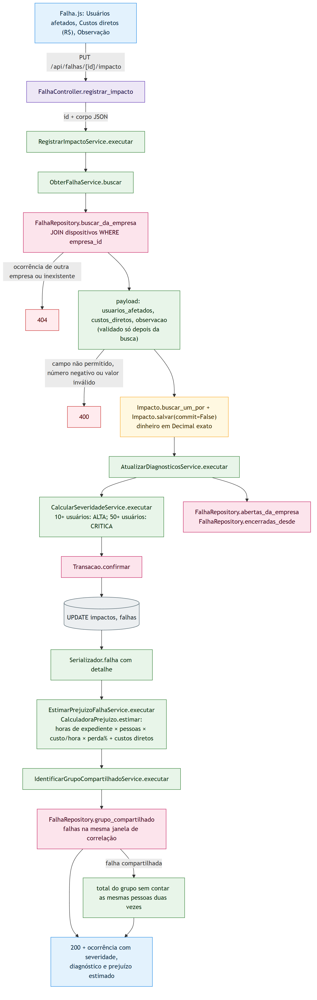 Falha.js: Usuários
afetados, Custos diretos
(R$), Observação
PUT
/api/falhas/{id}/impacto
FalhaController.registrar_impacto
id + corpo JSON
RegistrarImpactoService.executar
ObterFalhaService.buscar
FalhaRepository.buscar_da_empresa
JOIN dispositivos WHERE
empresa_id
ocorrência de outra
empresa ou inexistente
404
payload:
usuarios_afetados,
custos_diretos, observacao
(validado só depois da
busca)
campo não permitido,
número negativo ou valor
inválido
400
Impacto.buscar_um_por +
Impacto.salvar(commit=False)
dinheiro em Decimal exato
AtualizarDiagnosticosService.executar
CalcularSeveridadeService.executar
10+ usuários: ALTA; 50+ usuários:
CRITICA
FalhaRepository.abertas_da_empresa
FalhaRepository.encerradas_desde
Transacao.confirmar
UPDATE impactos, falhas
Serializador.falha com
detalhe
EstimarPrejuizoFalhaService.executar
CalculadoraPrejuizo.estimar:
horas de expediente × pessoas ×
custo/hora × perda% + custos diretos
IdentificarGrupoCompartilhadoService.executar
FalhaRepository.grupo_compartilhado
falhas na mesma janela de
correlação
falha compartilhada
total do grupo sem contar
as mesmas pessoas duas
vezes
200 + ocorrência com
severidade,
diagnóstico e prejuízo
estimado